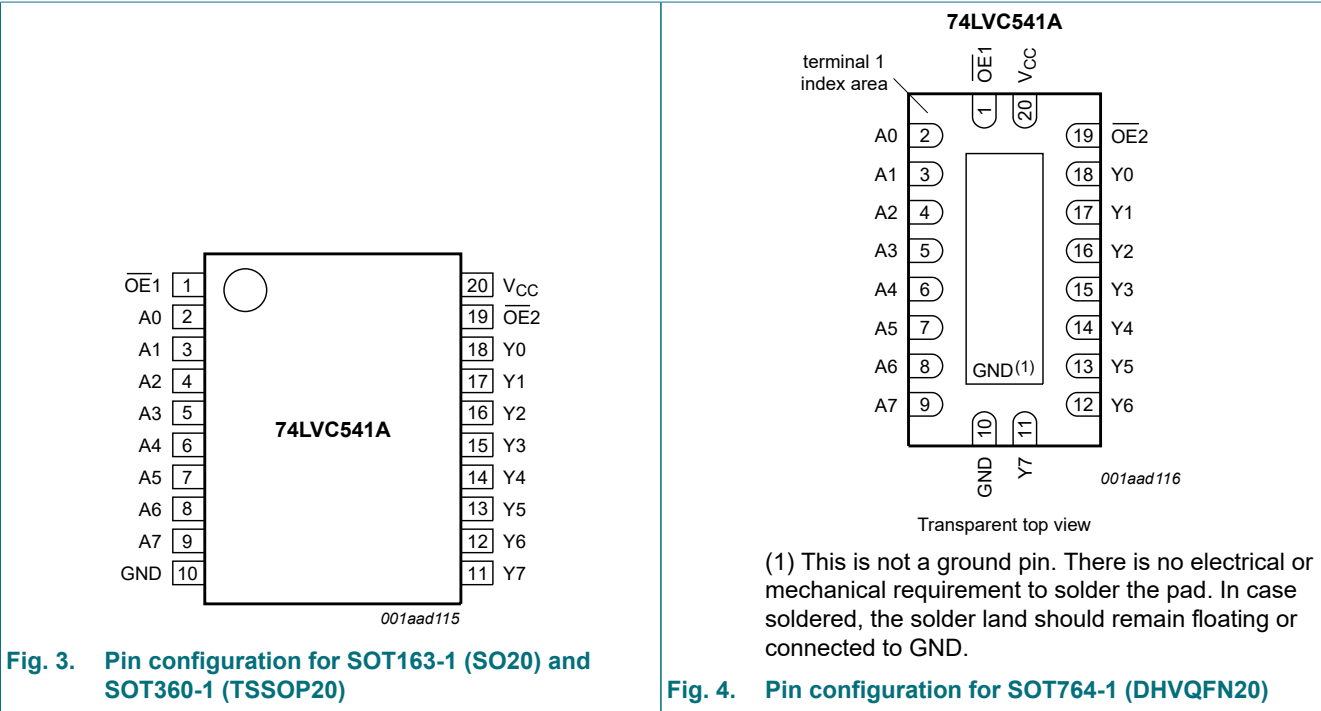 OE1 1
A0 2
A1 3
A2 4
A3 5
A4 6
A5 7
A6 8
A7 9
GND 10
74LVC541A
20 VCC
19 OE2
18 Y0
17 Y1
16 Y2
15 Y3
14 Y4
13 Y5
12 Y6
11 Y7
001aad115
Fig. 3. Pin configuration for SOT163-1 (SO20) and
SOT360-1 (TSSOP20)
74LVC541A
terminal 1
index area
OE1
VCC
1
20
A0 2
A1 3
A2 4
A3 5
A4 6
A5 7
A6 8
A7 9
19 OE2
18 Y0
17 Y1
16 Y2
15 Y3
14 Y4
13 Y5
12 Y6
GND(1)
10
11
GND
Y7
001aad116
Transparent top view
(1) This is not a ground pin. There is no electrical or
mechanical requirement to solder the pad. In case
soldered, the solder land should remain floating or
connected to GND.
Fig. 4. Pin configuration for SOT764-1 (DHVQFN20)